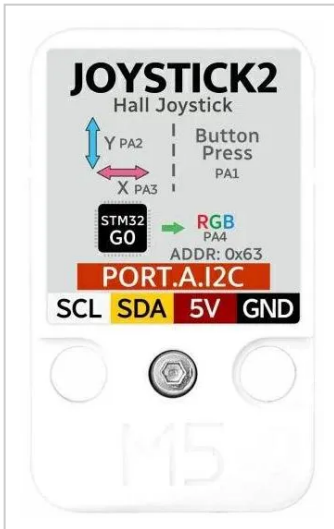 JOYSTICK2
Hall Joystick
Y PA2
X PA3
Button
Press
PA1
STM32
G0
RGB
PA4
ADDR: 0x63
PORT.A.I2C
SCL SDA 5V GND
M5